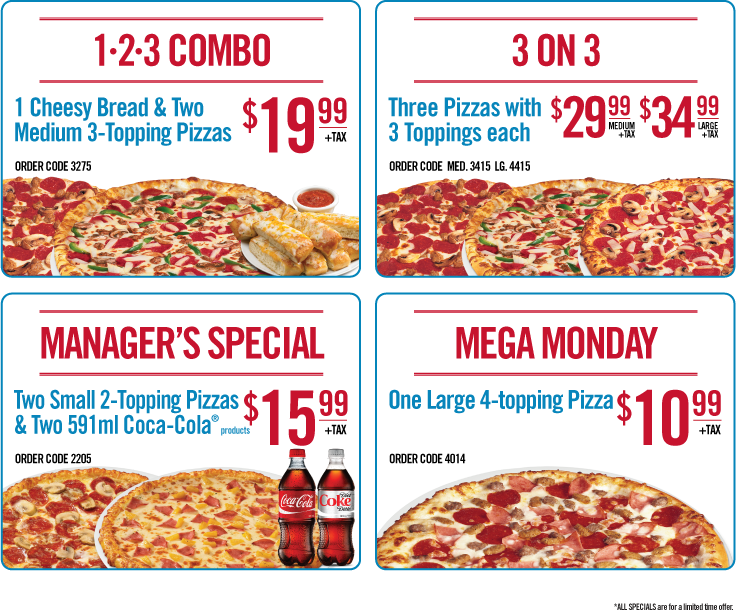 1·2·3 COMBO
1 Cheesy Bread & Two
Medium 3-Topping Pizzas
$19.99
+TAX
ORDER CODE 3275
3 ON 3
Three Pizzas with
3 Toppings each
$29.99
MEDIUM
+TAX
$34.99
LARGE
+TAX
ORDER CODE MED. 3415 LG. 4415
MANAGER'S SPECIAL
Two Small 2-Topping Pizzas
& Two 591ml Coca-Cola® products
$15.99
+TAX
ORDER CODE 2205
Coca-Cola
Diet
Coke
MEGA MONDAY
One Large 4-topping Pizza
$10.99
+TAX
ORDER CODE 4014
*ALL SPECIALS are for a limited time offer.